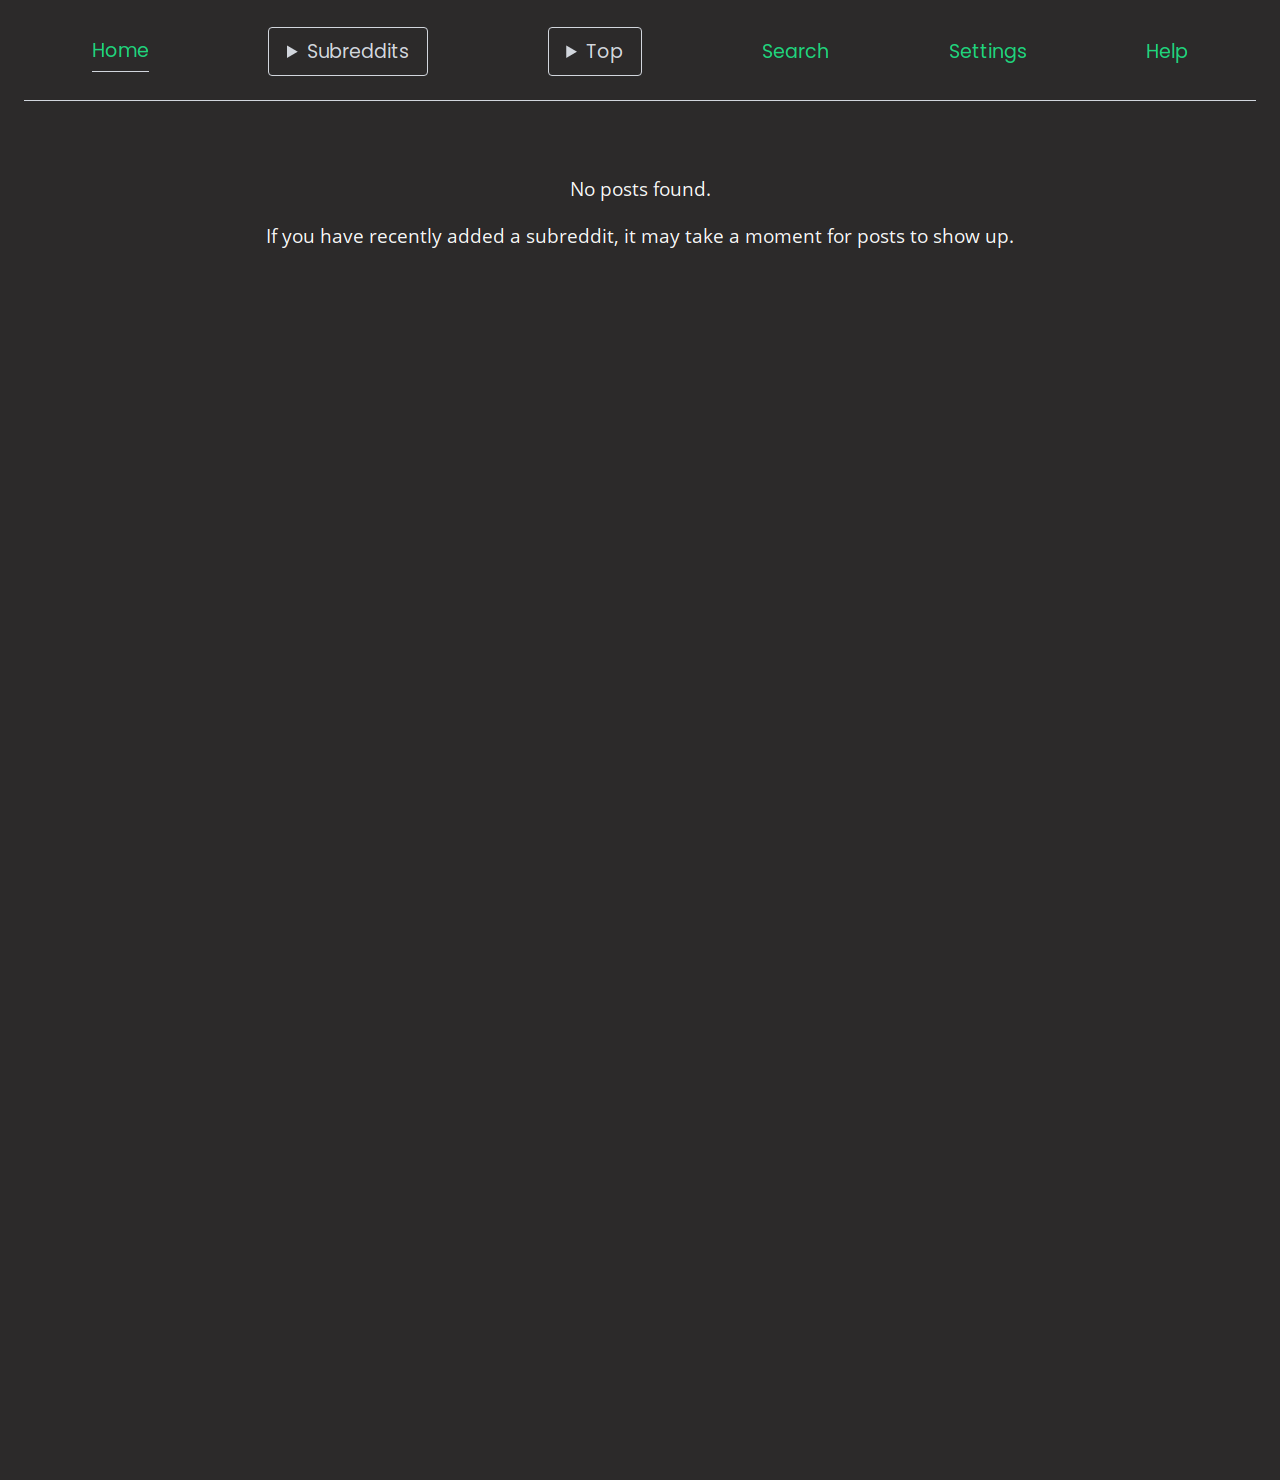 Home
Subreddits
Top
Search
Settings
Help
No posts found.
If you have recently added a subreddit, it may take a moment for posts to show up.